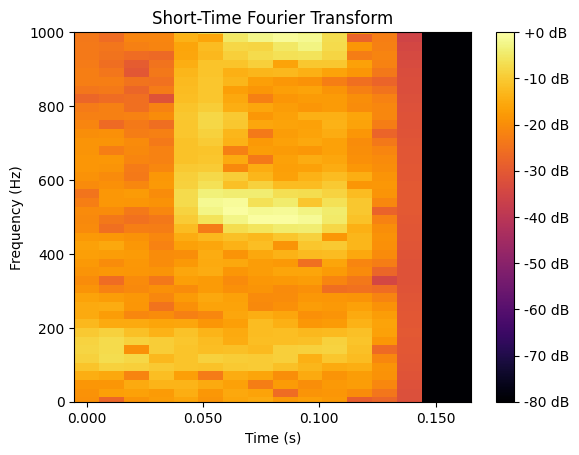 Short-Time Fourier Transform
1000
800
600
400
200
0
Frequency (Hz)
0.000
0.050
0.100
0.150
Time (s)
+0 dB
-10 dB
-20 dB
-30 dB
-40 dB
-50 dB
-60 dB
-70 dB
-80 dB